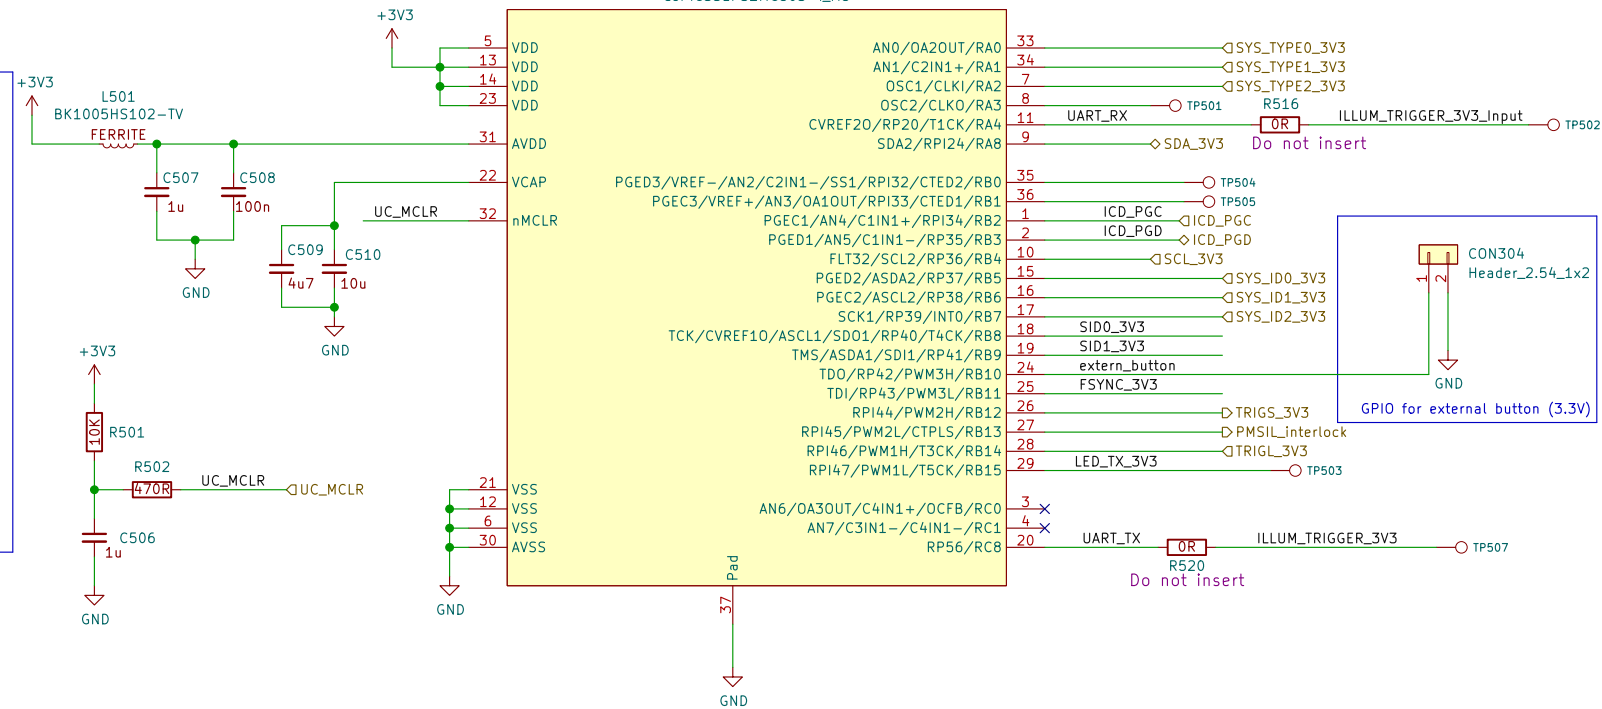 +3V3
+3V3
L501
BK1005HS102-TV
FERRITE
C507
1u
C508
100n
GND
UC_MCLR
C509
4u7
C510
10u
GND
+3V3
10K
R501
R502
470R
UC_MCLR
UC_MCLR
C506
1u
GND
5 VDD
13 VDD
14 VDD
23 VDD
31 AVDD
22 VCAP
32 nMCLR
21 VSS
12 VSS
6 VSS
30 AVSS
GND
Pad
37
GND
AN0/OA2OUT/RA0 33 SYS_TYPE0_3V3
AN1/C2IN1+/RA1 34 SYS_TYPE1_3V3
OSC1/CLKI/RA2 7 SYS_TYPE2_3V3
OSC2/CLKO/RA3 8 TP501
CVREF2O/RP20/T1CK/RA4 11 UART_RX
R516
0R
ILLUM_TRIGGER_3V3_Input
TP502
Do not insert
SDA2/RPI24/RA8 9 SDA_3V3
PGED3/VREF-/AN2/C2IN1-/SS1/RPI32/CTED2/RB0 35 TP504
PGEC3/VREF+/AN3/OA1OUT/RPI33/CTED1/RB1 36 TP505
PGEC1/AN4/C1IN1+/RPI34/RB2 1 ICD_PGC ICD_PGC
PGED1/AN5/C1IN1-/RP35/RB3 2 ICD_PGD ICD_PGD
FLT32/SCL2/RP36/RB4 10 SCL_3V3
PGED2/ASDA2/RP37/RB5 15 SYS_ID0_3V3
PGEC2/ASCL2/RP38/RB6 16 SYS_ID1_3V3
SCK1/RP39/INT0/RB7 17 SYS_ID2_3V3
TCK/CVREF1O/ASCL1/SDO1/RP40/T4CK/RB8 18 SID0_3V3
TMS/ASDA1/SDI1/RP41/RB9 19 SID1_3V3
TDO/RP42/PWM3H/RB10 24 extern_button
TDI/RP43/PWM3L/RB11 25 FSYNC_3V3
RPI44/PWM2H/RB12 26 TRIGS_3V3
RPI45/PWM2L/CTPLS/RB13 27 PMSIL_interlock
RPI46/PWM1H/T3CK/RB14 28 TRIGL_3V3
RPI47/PWM1L/T5CK/RB15 29 LED_TX_3V3 TP503
AN6/OA3OUT/C4IN1+/OCFB/RC0 3
AN7/C3IN1-/C4IN1-/RC1 4
RP56/RC8 20 UART_TX
0R
R520
ILLUM_TRIGGER_3V3
TP507
Do not insert
CON304
Header_2.54_1x2
1
2
GND
GPIO for external button (3.3V)